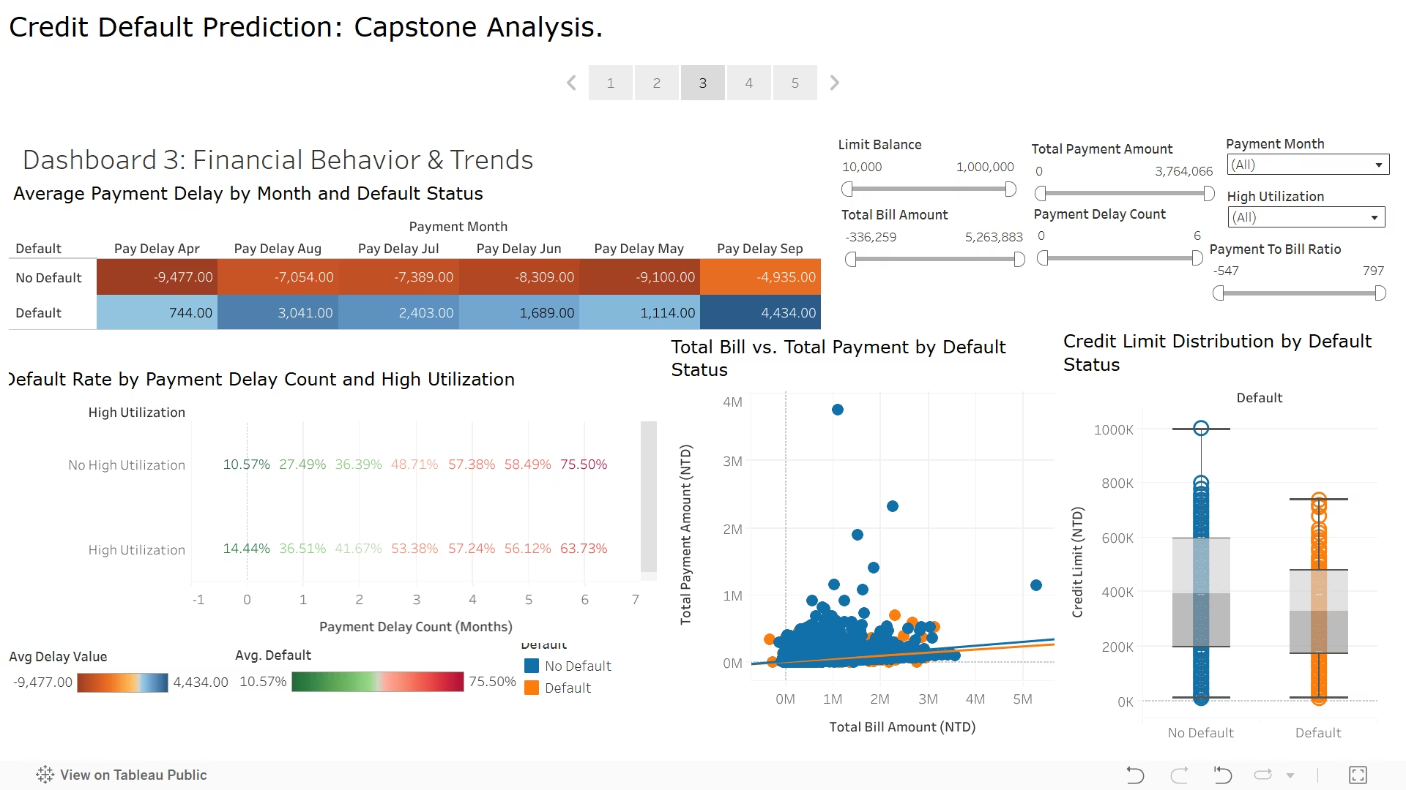 Credit Default Prediction: Capstone Analysis.
1 2 3 4 5
Dashboard 3: Financial Behavior & Trends
Average Payment Delay by Month and Default Status
Payment Month
Default Pay Delay Apr Pay Delay Aug Pay Delay Jul Pay Delay Jun Pay Delay May Pay Delay Sep
No Default -9,477.00 -7,054.00 -7,389.00 -8,309.00 -9,100.00 -4,935.00
Default 744.00 3,041.00 2,403.00 1,689.00 1,114.00 4,434.00
Limit Balance
10,000 1,000,000
Total Payment Amount
0 3,764,066
Payment Month
(All)
Total Bill Amount
-336,259 5,263,883
Payment Delay Count
0 6
High Utilization
(All)
Payment To Bill Ratio
-547 797
Default Rate by Payment Delay Count and High Utilization
High Utilization
No High Utilization 10.57% 27.49% 36.39% 48.71% 57.38% 58.49% 75.50%
High Utilization 14.44% 36.51% 41.67% 53.38% 57.24% 56.12% 63.73%
-1 0 1 2 3 4 5 6 7
Payment Delay Count (Months)
Avg Delay Value
-9,477.00 4,434.00
Avg. Default
10.57% 75.50%
Default
No Default
Default
Total Bill vs. Total Payment by Default
Status
Total Payment Amount (NTD)
4M
3M
2M
1M
0M
0M 1M 2M 3M 4M 5M
Total Bill Amount (NTD)
Credit Limit Distribution by Default
Status
Default
Credit Limit (NTD)
1000K
800K
600K
400K
200K
0K
No Default Default
View on Tableau Public